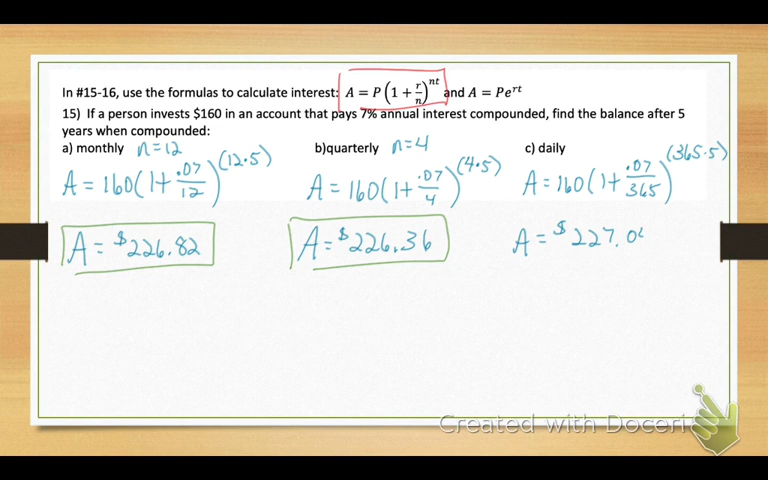 In #15-16, use the formulas to calculate interest: A = P(1 + r/n)^nt and A = Pe^rt
15) If a person invests $160 in an account that pays 7% annual interest compounded, find the balance after 5
years when compounded:
a) monthly n=12 b)quarterly n=4 c) daily
A = 160(1+ .07/12)^(12·5) A = 160(1+ .07/4)^(4·5) A = 160(1+ .07/365)^(365·5)
A = $226.82 A = $226.36 A = $227.0
Created with Doceri